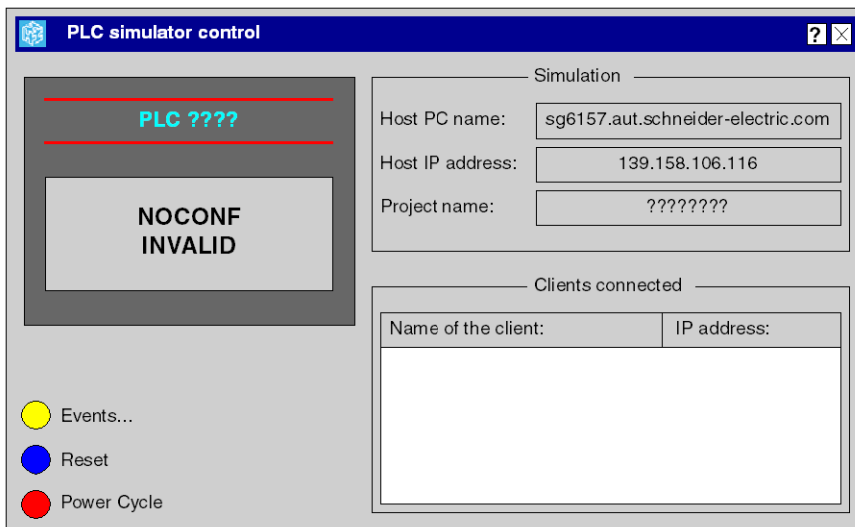 PLC simulator control
?
PLC ????
NOCONF
INVALID
Events...
Reset
Power Cycle
Simulation
Host PC name: sg6157.aut.schneider-electric.com
Host IP address: 139.158.106.116
Project name: ????????
Clients connected
Name of the client: IP address: